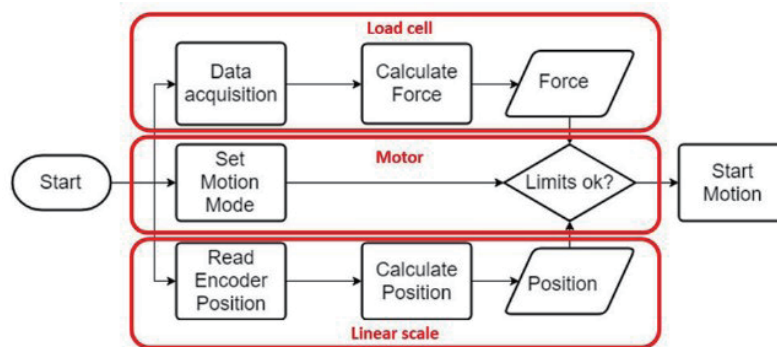 Load cell
Data
acquisition
Calculate
Force
Force
Motor
Start
Set
Motion
Mode
Limits ok?
Start
Motion
Read
Encoder
Position
Calculate
Position
Position
Linear scale